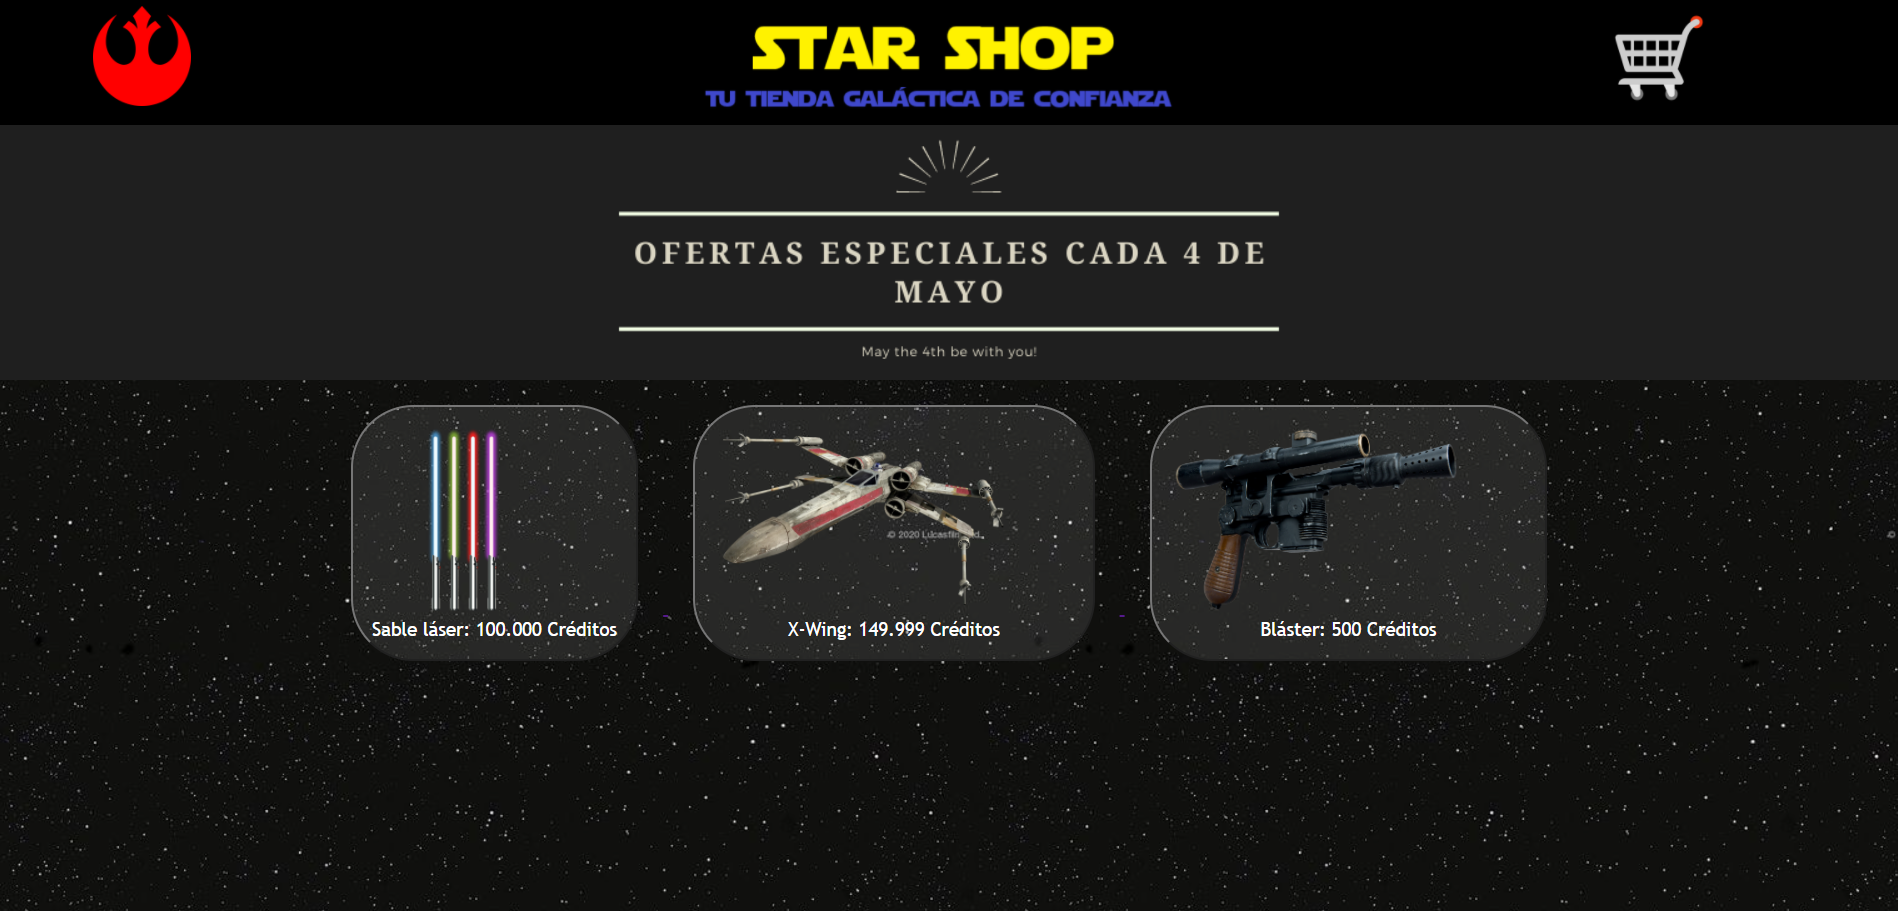 STAR SHOP
TU TIENDA GALÁCTICA DE CONFIANZA
OFERTAS ESPECIALES CADA 4 DE
MAYO
May the 4th be with you!
© 2020 Lucasfilm Ltd.
Sable láser: 100.000 Créditos
X-Wing: 149.999 Créditos
Bláster: 500 Créditos